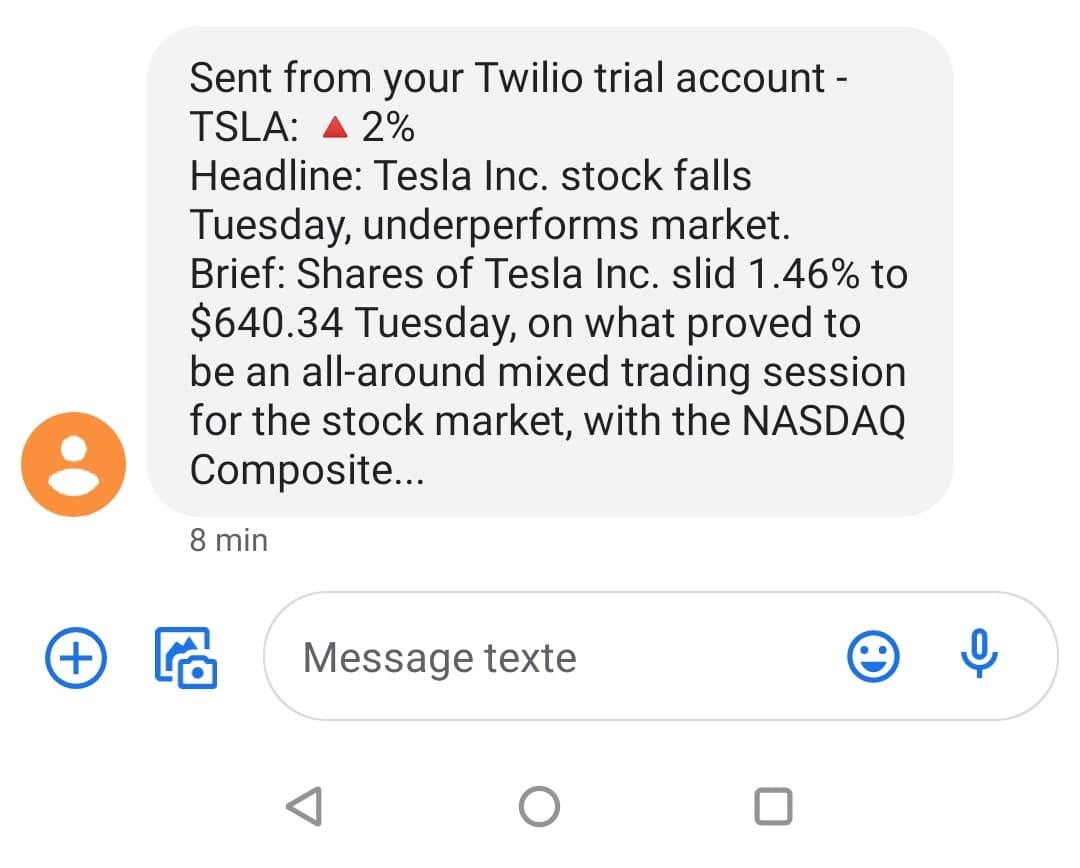 Sent from your Twilio trial account -
TSLA: 🔺2%
Headline: Tesla Inc. stock falls
Tuesday, underperforms market.
Brief: Shares of Tesla Inc. slid 1.46% to
$640.34 Tuesday, on what proved to
be an all-around mixed trading session
for the stock market, with the NASDAQ
Composite...
8 min
Message texte